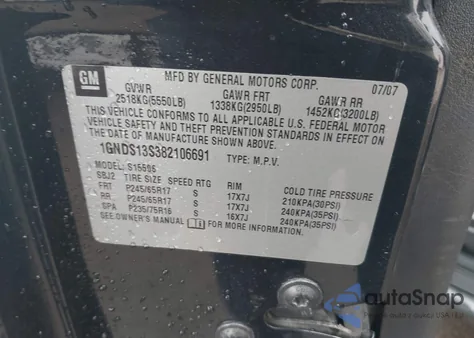 GM
MFD BY GENERAL MOTORS CORP. 07/07
GVWR GAWR FRT GAWR RR
2518KG(5550LB) 1338KG(2950LB) 1452KG(3200LB)
THIS VEHICLE CONFORMS TO ALL APPLICABLE U.S. FEDERAL MOTOR
VEHICLE SAFETY AND THEFT PREVENTION STANDARDS IN EFFECT ON THE
DATE OF MANUFACTURE SHOWN ABOVE.
1GNDS13S382106691 TYPE: M.P.V.
MODEL: S15506
SBJ2 TIRE SIZE SPEED RTG RIM COLD TIRE PRESSURE
FRT P245/65R17 S 17X7J 210KPA(30PSI)
RR P245/65R17 S 17X7J 240KPA(35PSI)
SPA P235/75R16 S 16X7J 240KPA(35PSI)
SEE OWNER'S MANUAL i FOR MORE INFORMATION.
autoSnap